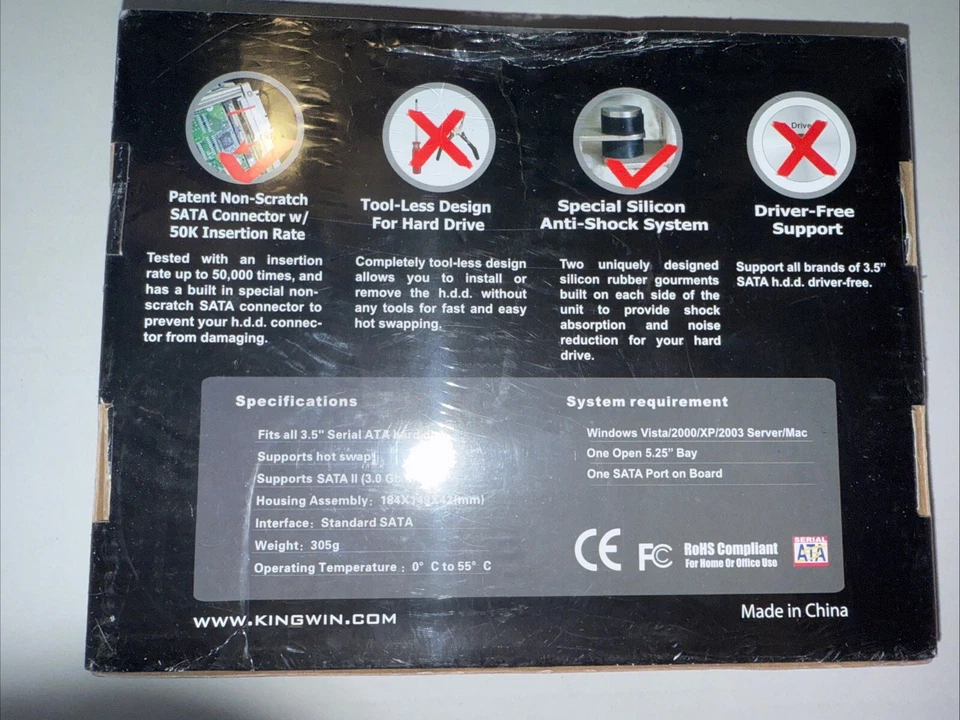 Patent Non-Scratch
SATA Connector w/
50K Insertion Rate
Tested with an insertion
rate up to 50,000 times, and
has a built in special non-
scratch SATA connector to
prevent your h.d.d. connec-
tor from damaging.
Tool-Less Design
For Hard Drive
Completely tool-less design
allows you to install or
remove the h.d.d. without
any tools for fast and easy
hot swapping.
Special Silicon
Anti-Shock System
Two uniquely designed
silicon rubber gourments
built on each side of the
unit to provide shock
absorption and noise
reduction for your hard
drive.
Driver-Free
Support
Support all brands of 3.5"
SATA h.d.d. driver-free.
Specifications
Fits all 3.5" Serial ATA hard
Supports hot swap
Supports SATA II (3.0
Housing Assembly: (mm)
Interface: Standard SATA
Weight: 305g
Operating Temperature : 0° C to 55° C
System requirement
Windows Vista/2000/XP/2003 Server/Mac
One Open 5.25" Bay
One SATA Port on Board
CE
FC
RoHS Compliant
For Home Or Office Use
SERIAL
ATA
www.KINGWIN.COM
Made in China